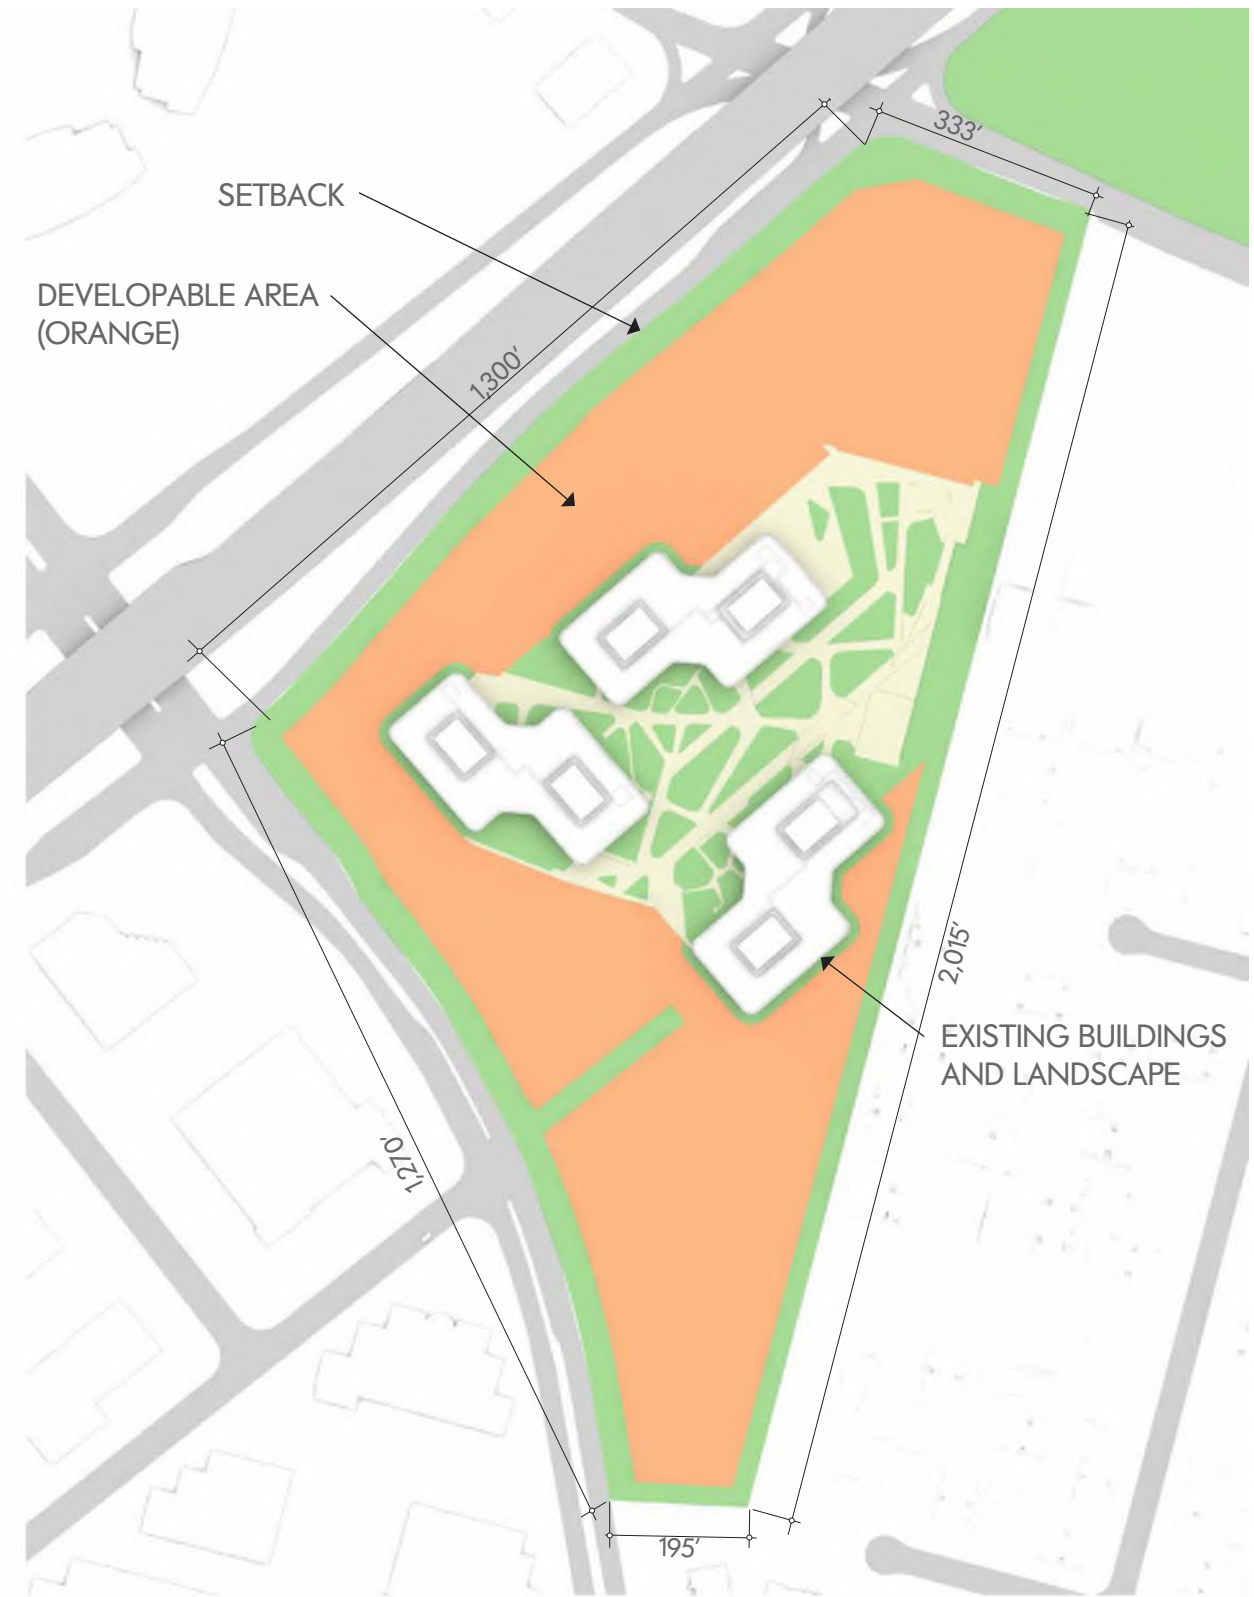 333'
SETBACK
DEVELOPABLE AREA
(ORANGE)
1,300'
2,015'
EXISTING BUILDINGS
AND LANDSCAPE
1,270'
195'